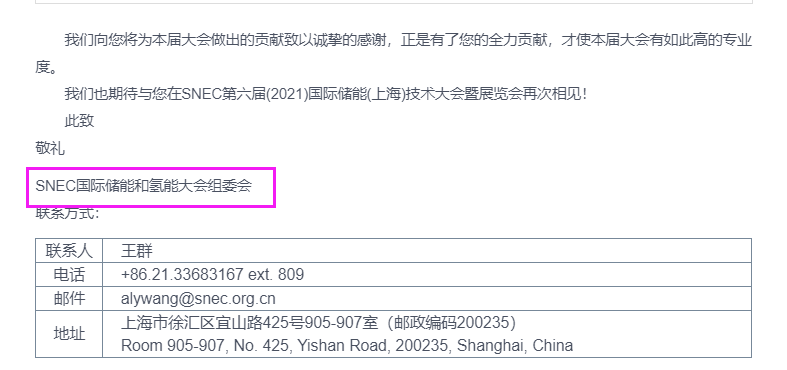 我们向您将为本届大会做出的贡献致以诚挚的感谢，正是有了您的全力贡献，才使本届大会有如此高的专业
度。
我们也期待与您在SNEC第六届(2021)国际储能(上海)技术大会暨展览会再次相见！
此致
敬礼
SNEC国际储能和氢能大会组委会
联系方式：
联系人 王群
电话 +86.21.33683167 ext. 809
邮件 alywang@snec.org.cn
地址 上海市徐汇区宜山路425号905-907室（邮政编码200235）
Room 905-907, No. 425, Yishan Road, 200235, Shanghai, China